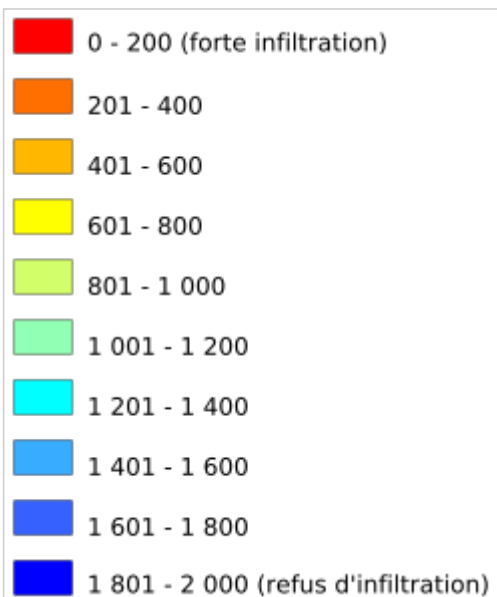 0 - 200 (forte infiltration)
201 - 400
401 - 600
601 - 800
801 - 1 000
1 001 - 1 200
1 201 - 1 400
1 401 - 1 600
1 601 - 1 800
1 801 - 2 000 (refus d'infiltration)